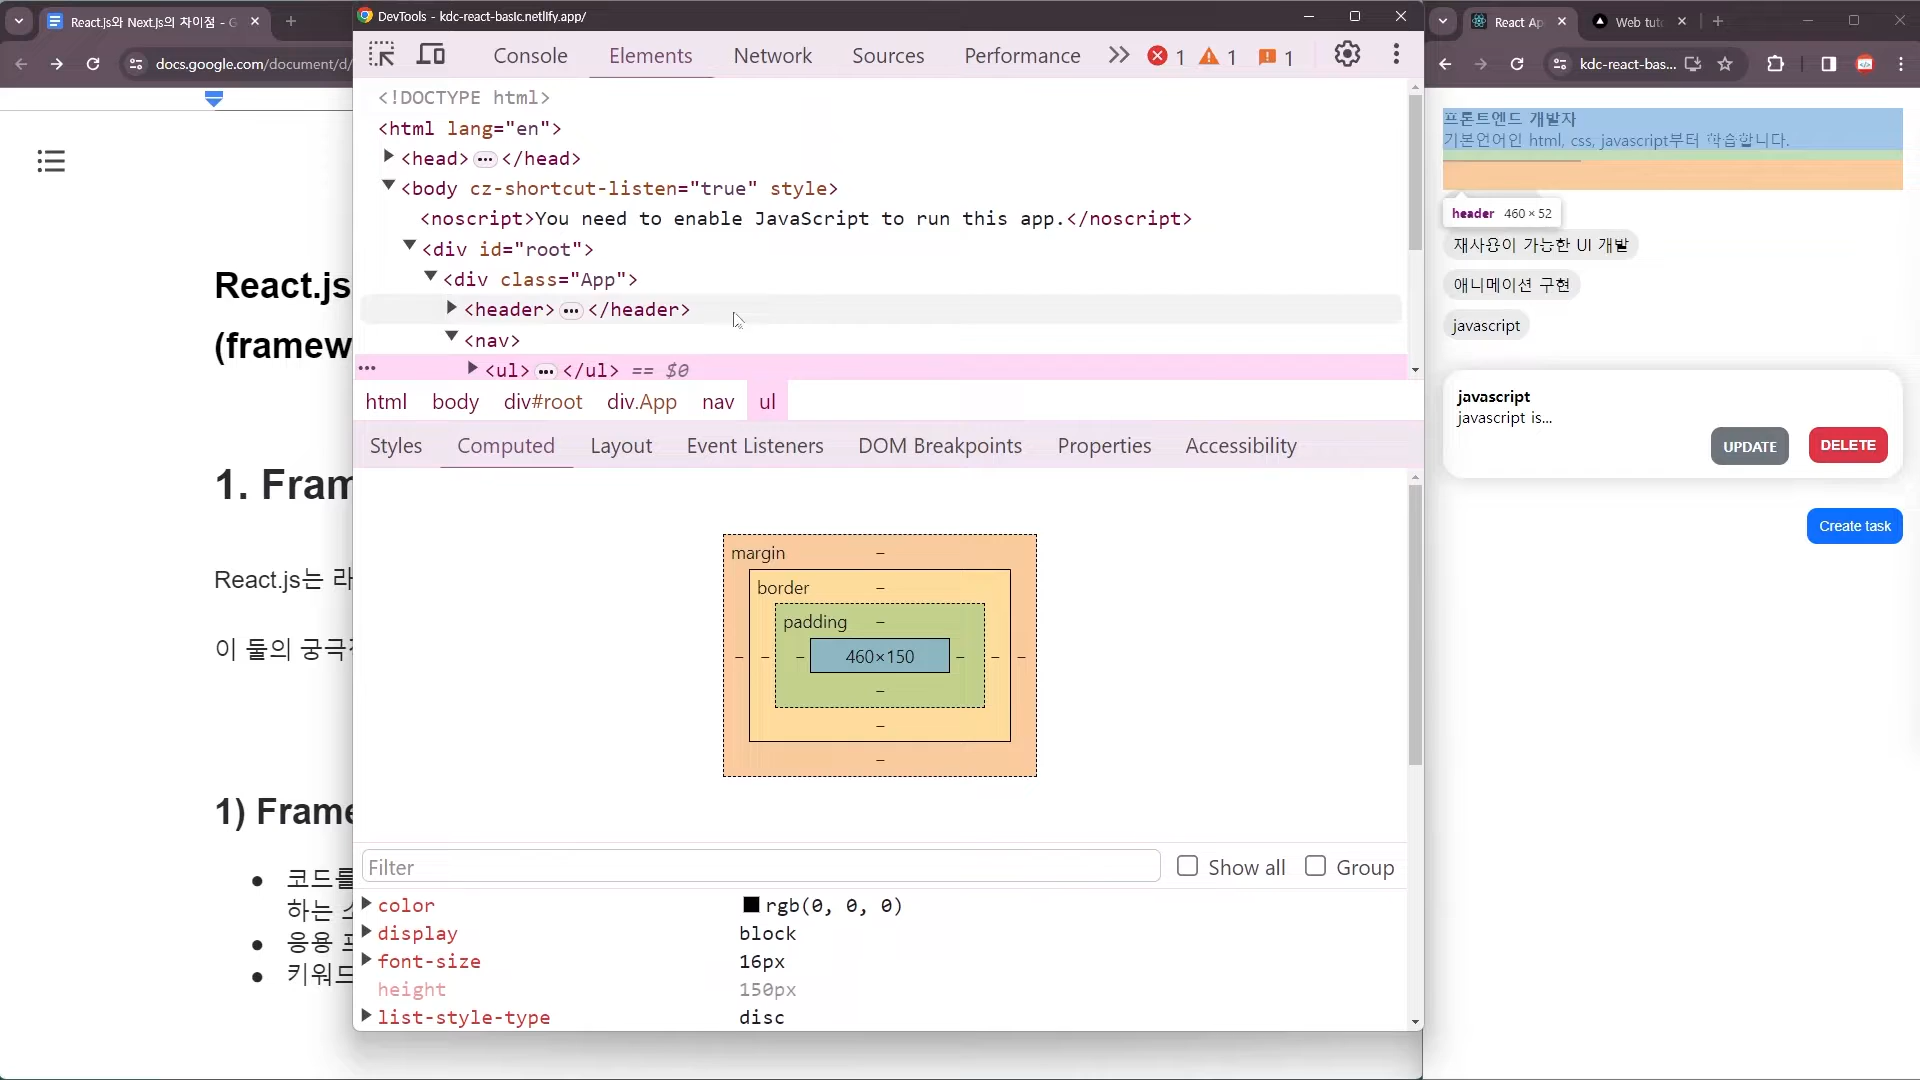 React.js와 Next.js의 차이점 - G
docs.google.com/document/d/
React.js
(framew
1. Fram
React.js는 라
이 둘의 궁극
1) Frame
코드를
하는 소
응용 프
키워드
DevTools - kdc-react-basic.netlify.app/
Console Elements Network Sources Performance 1 1 1
<!DOCTYPE html>
<html lang="en">
<head> ••• </head>
<body cz-shortcut-listen="true" style>
<noscript>You need to enable JavaScript to run this app.</noscript>
<div id="root">
<div class="App">
<header> ••• </header>
<nav>
<ul> ••• </ul> == $0
html body div#root div.App nav ul
Styles Computed Layout Event Listeners DOM Breakpoints Properties Accessibility
margin –
border –
padding –
– – – 460×150 – – –
–
–
–
Filter Show all Group
color rgb(0, 0, 0)
display block
font-size 16px
height 150px
list-style-type disc
React Ap Web tut
kdc-react-bas...
프론트엔드 개발자
기본언어인 html, css, javascript부터 학습합니다.
header 460 × 52
재사용이 가능한 UI 개발
애니메이션 구현
javascript
javascript
javascript is...
UPDATE DELETE
Create task